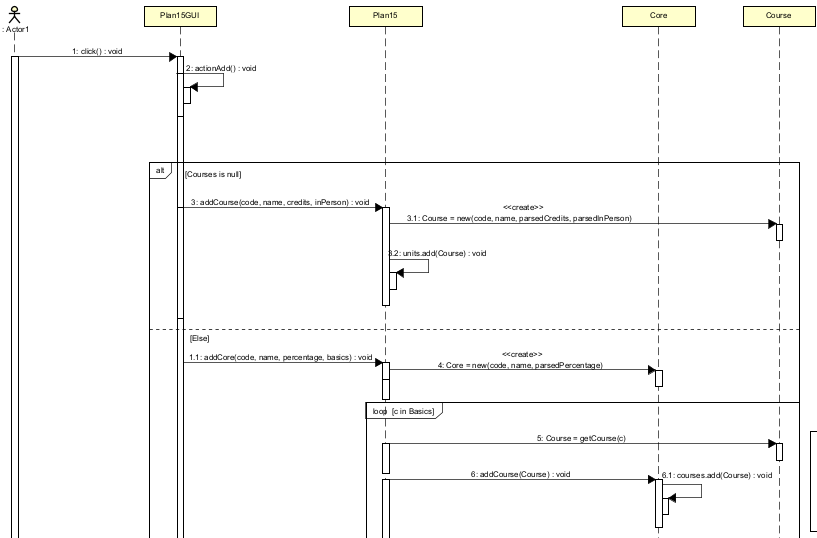 : Actor1
Plan15GUI
Plan15
Core
Course
1: click() : void
2: actionAdd() : void
alt
[Courses is null]
3: addCourse(code, name, credits, inPerson) : void
<<create>>
3.1: Course = new(code, name, parsedCredits, parsedInPerson)
3.2: units.add(Course) : void
[Else]
1.1: addCore(code, name, percentage, basics) : void
<<create>>
4: Core = new(code, name, parsedPercentage)
loop [c in Basics]
5: Course = getCourse(c)
6: addCourse(Course) : void
6.1: courses.add(Course) : void